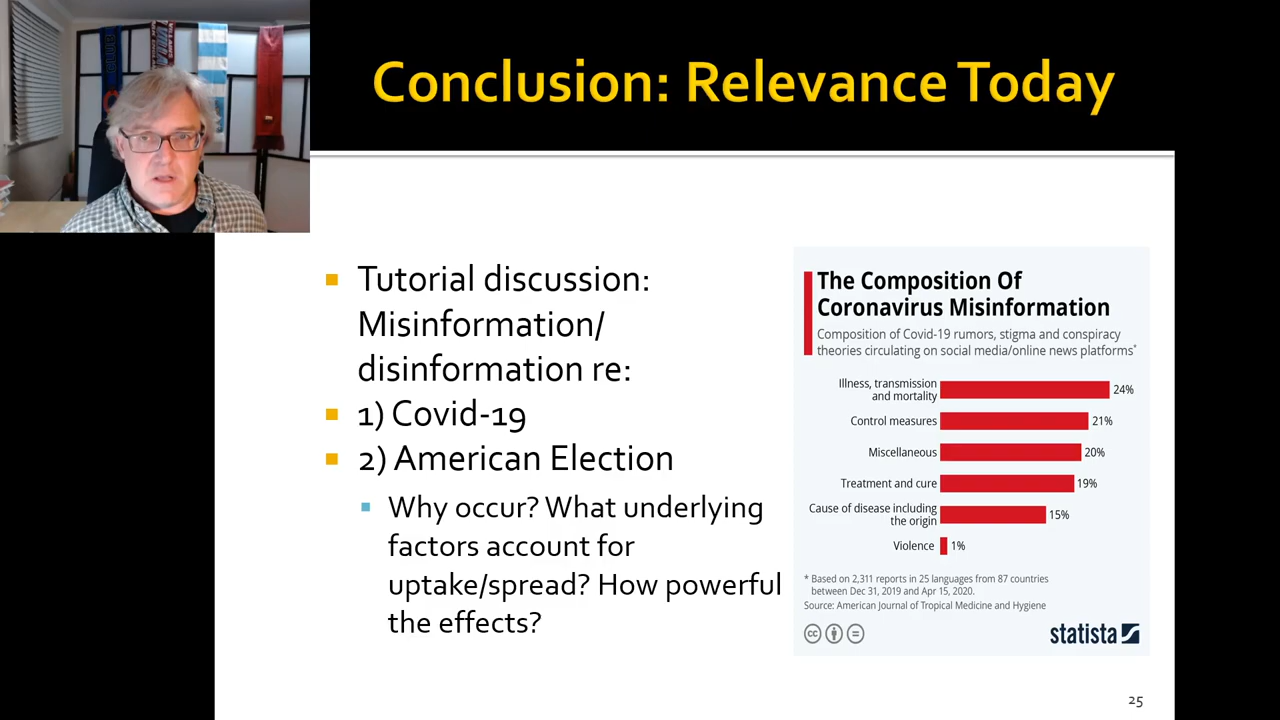 Conclusion: Relevance Today
Tutorial discussion:
Misinformation/
disinformation re:
1) Covid-19
2) American Election
Why occur? What underlying
factors account for
uptake/spread? How powerful
the effects?
The Composition Of
Coronavirus Misinformation
Composition of Covid-19 rumors, stigma and conspiracy
theories circulating on social media/online news platforms*
Illness, transmission
and mortality 24%
Control measures 21%
Miscellaneous 20%
Treatment and cure 19%
Cause of disease including
the origin 15%
Violence 1%
* Based on 2,311 reports in 25 languages from 87 countries
between Dec 31, 2019 and Apr 15, 2020.
Source: American Journal of Tropical Medicine and Hygiene
cc
statista
25